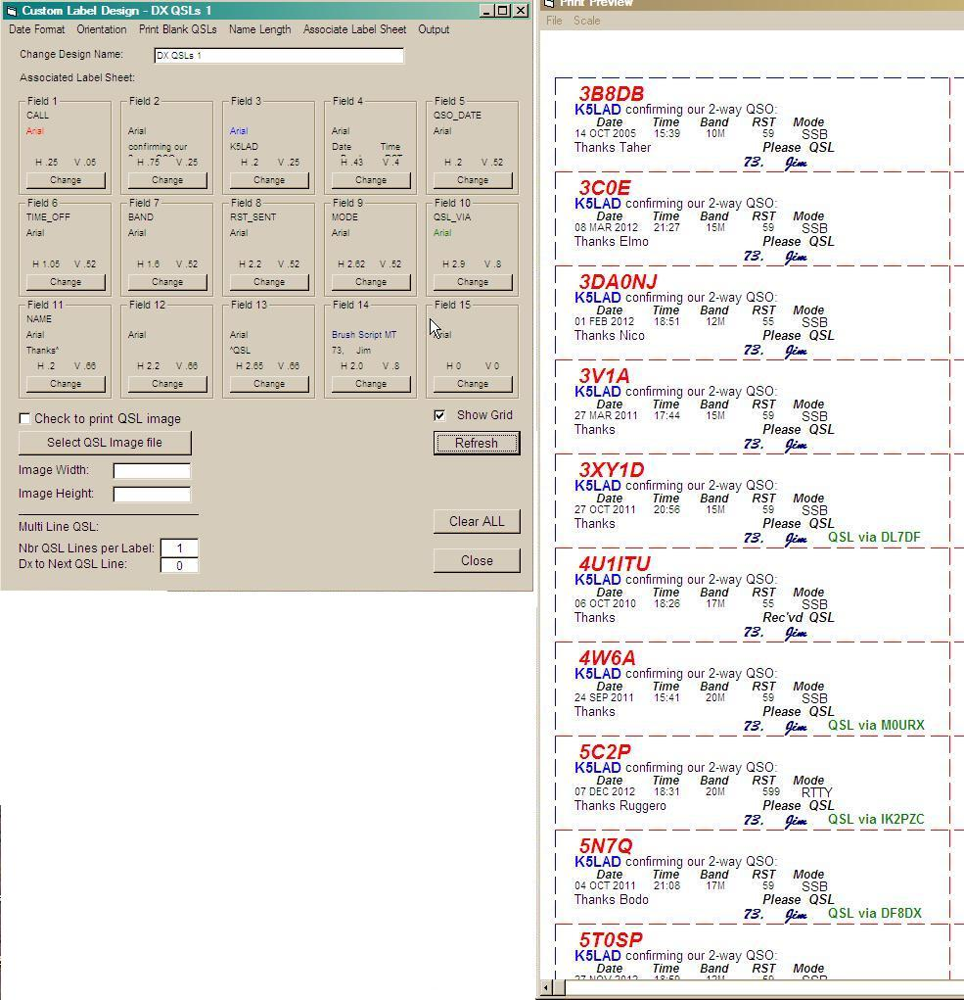 Custom Label Design - DX QSLs 1
Date Format Orientation Print Blank QSLs Name Length Associate Label Sheet Output
Change Design Name: DX QSLs 1
Associated Label Sheet:
Field 1 Field 2 Field 3 Field 4 Field 5
CALL QSO_DATE
Arial Arial Arial Arial Arial
confirming our K5LAD Date Time
H .25 V .05 H .75 V .25 H .2 V .25 H .43 V .4 H .2 V .52
Change Change Change Change Change
Field 6 Field 7 Field 8 Field 9 Field 10
TIME_OFF BAND RST_SENT MODE QSL_VIA
Arial Arial Arial Arial Arial
H 1.05 V .52 H 1.6 V .52 H 2.2 V .52 H 2.62 V .52 H 2.9 V .8
Change Change Change Change Change
Field 11 Field 12 Field 13 Field 14 Field 15
NAME
Arial Arial Arial Brush Script MT Arial
Thanks^ ^QSL 73, Jim
H .2 V .66 H 2.2 V .66 H 2.65 V .66 H 2.0 V .8 H 0 V 0
Change Change Change Change Change
Check to print QSL image
Show Grid
Select QSL Image file
Refresh
Image Width:
Image Height:
Multi Line QSL:
Clear ALL
Nbr QSL Lines per Label: 1
Dx to Next QSL Line: 0
Close
Print Preview
File Scale
3B8DB
K5LAD confirming our 2-way QSO:
Date Time Band RST Mode
14 OCT 2005 15:39 10M 59 SSB
Thanks Taher Please QSL
73. Jim
3C0E
K5LAD confirming our 2-way QSO:
Date Time Band RST Mode
08 MAR 2012 21:27 15M 59 SSB
Thanks Elmo Please QSL
73. Jim
3DA0NJ
K5LAD confirming our 2-way QSO:
Date Time Band RST Mode
01 FEB 2012 18:51 12M 55 SSB
Thanks Nico Please QSL
73. Jim
3V1A
K5LAD confirming our 2-way QSO:
Date Time Band RST Mode
27 MAR 2011 17:44 15M 59 SSB
Thanks Please QSL
73. Jim
3XY1D
K5LAD confirming our 2-way QSO:
Date Time Band RST Mode
27 OCT 2011 20:56 15M 59 SSB
Thanks Please QSL
73. Jim QSL via DL7DF
4U1ITU
K5LAD confirming our 2-way QSO:
Date Time Band RST Mode
06 OCT 2010 18:26 17M 55 SSB
Thanks Rec'vd QSL
73. Jim
4W6A
K5LAD confirming our 2-way QSO:
Date Time Band RST Mode
24 SEP 2011 15:41 20M 59 SSB
Thanks Please QSL
73. Jim QSL via M0URX
5C2P
K5LAD confirming our 2-way QSO:
Date Time Band RST Mode
07 DEC 2012 18:31 20M 599 RTTY
Thanks Ruggero Please QSL
73. Jim QSL via IK2PZC
5N7Q
K5LAD confirming our 2-way QSO:
Date Time Band RST Mode
04 OCT 2011 21:08 17M 59 SSB
Thanks Bodo Please QSL
73. Jim QSL via DF8DX
5T0SP
K5LAD confirming our 2-way QSO:
Date Time Band RST Mode
27 NOV 2012 18:59 12M 59 SSB